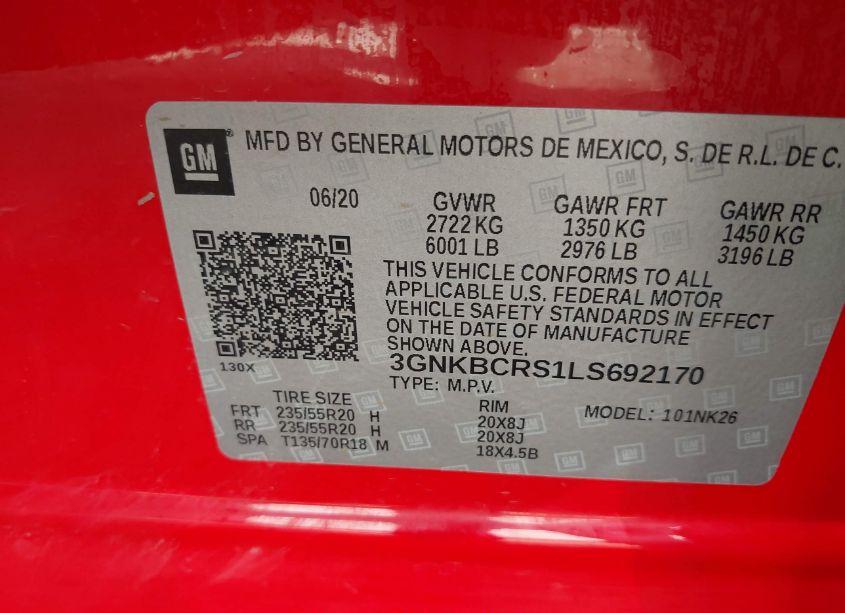 GM
MFD BY GENERAL MOTORS DE MEXICO, S. DE R.L. DE C.
06/20
GVWR GAWR FRT GAWR RR
2722 KG 1350 KG 1450 KG
6001 LB 2976 LB 3196 LB
THIS VEHICLE CONFORMS TO ALL
APPLICABLE U.S. FEDERAL MOTOR
VEHICLE SAFETY STANDARDS IN EFFECT
ON THE DATE OF MANUFACTURE
SHOWN ABOVE.
130X
3GNKBCRS1LS692170
TYPE: M.P.V.
MODEL: 101NK26
TIRE SIZE RIM
FRT 235/55R20 H 20X8J
RR 235/55R20 H 20X8J
SPA T135/70R18 M 18X4.5B